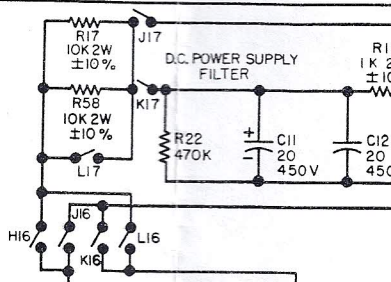 R17
10K 2W
±10%
J17
D.C. POWER SUPPLY
FILTER
R1
1K 2
±10
R58
10K 2W
±10%
K17
L17
R22
470K
+
C11
20
450V
C12
20
450
H16
J16
K16
L16